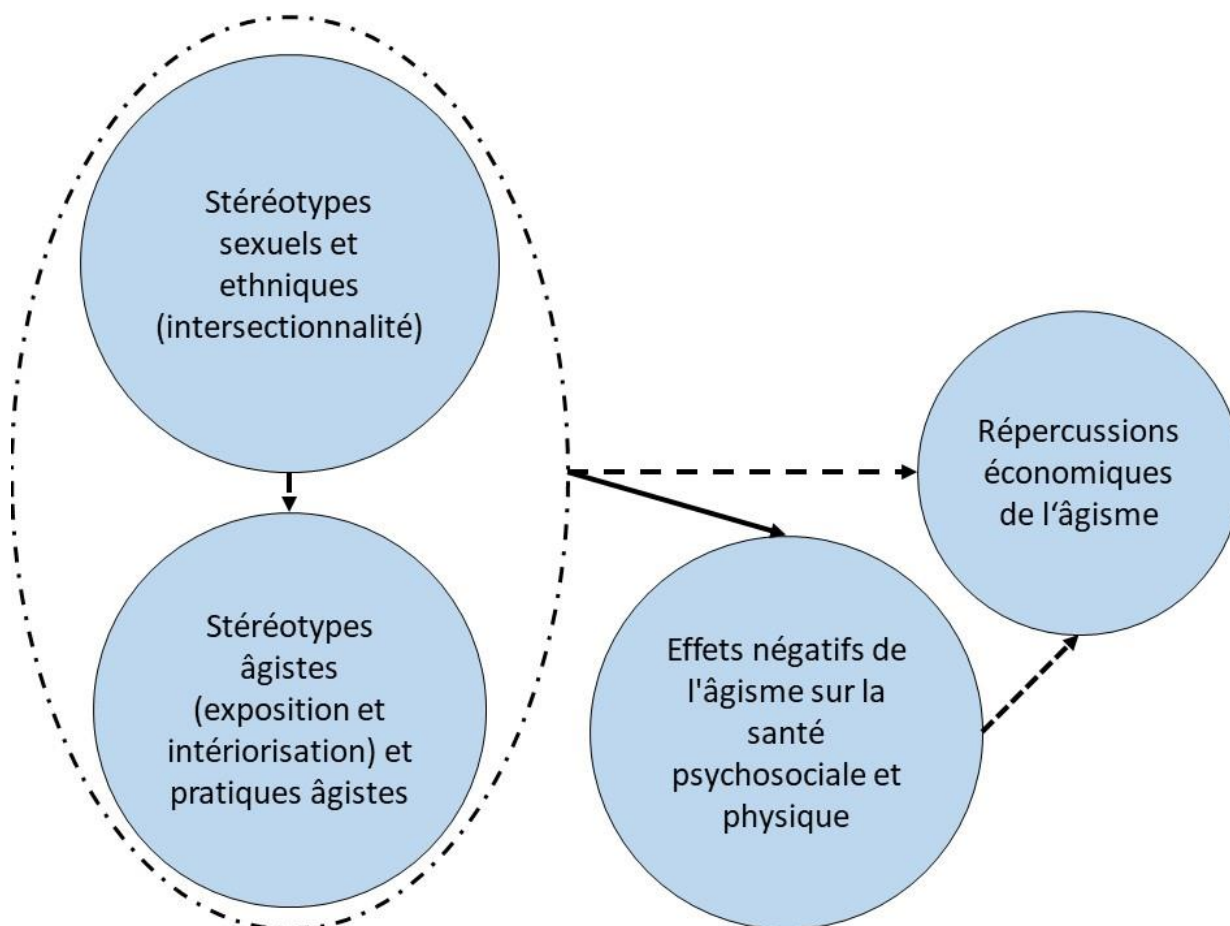 Stéréotypes
sexuels et
ethniques
(intersectionnalité)
Stéréotypes
âgistes
(exposition et
intériorisation) et
pratiques âgistes
Effets négatifs de
l'âgisme sur la
santé
psychosociale et
physique
Répercussions
économiques
de l‘âgisme